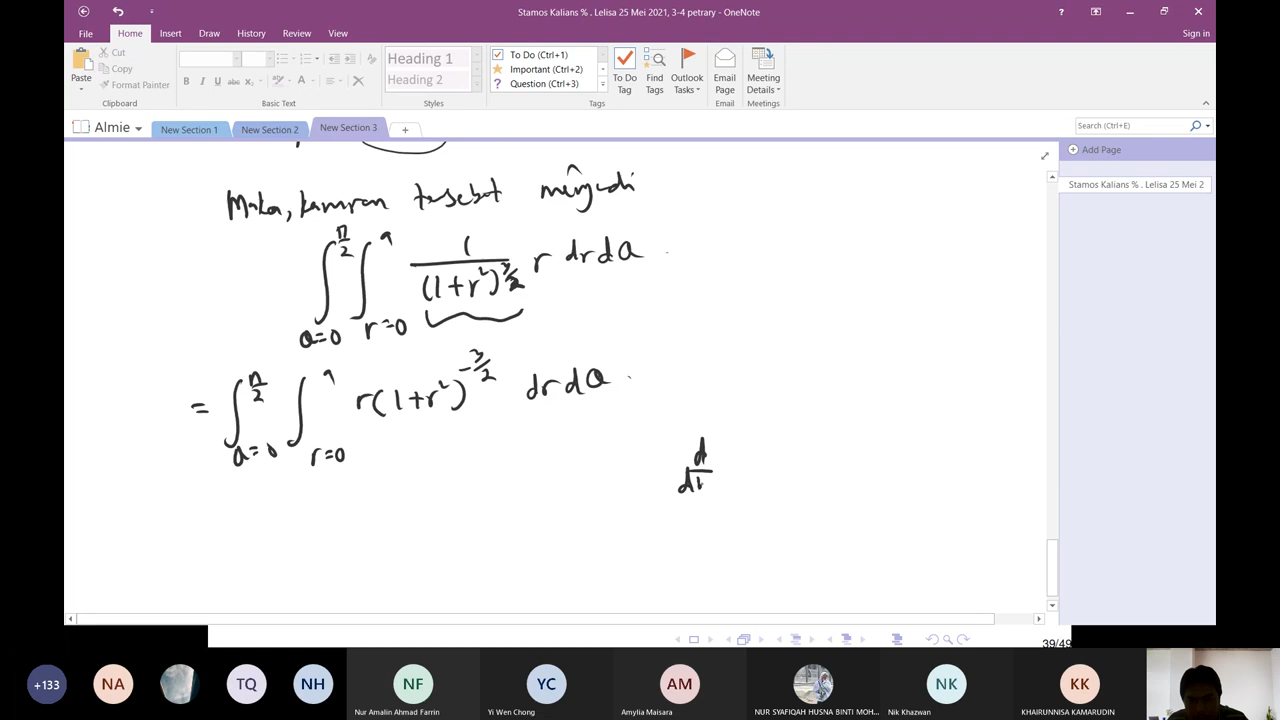 Stamos Kalians % . Lelisa 25 Mei 2021, 3-4 petrary - OneNote
File Home Insert Draw History Review View Sign in
Paste
Cut
Copy
Format Painter
Clipboard
Basic Text
Heading 1
Heading 2
Styles
To Do (Ctrl+1)
Important (Ctrl+2)
Question (Ctrl+3)
Tags
To Do Tag
Find Tags
Outlook Tasks
Email Page
Email
Meeting Details
Meetings
Almie New Section 1 New Section 2 New Section 3 +
Search (Ctrl+E)
Add Page
Stamos Kalians % . Lelisa 25 Mei 2
Maka, tersebut menjadi
∫_{θ=0}^{π/2} ∫_{r=0}^{9} 1/(1+r²)^{3/2} r dr dθ
= ∫_{θ=0}^{π/2} ∫_{r=0}^{9} r(1+r²)^{-3/2} dr dθ
d/dr
39/49
+133 NA TQ NH NF YC AM NK KK
Nur Amalin Ahmad Farrin
Yi Wen Chong
Amylia Maisara
NUR SYAFIQAH HUSNA BINTI MOH...
Nik Khazwan
KHAIRUNNISA KAMARUDIN